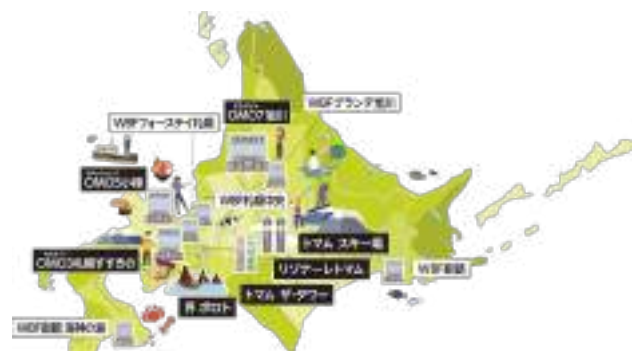 WBFグランデ旭川
OMO7旭川
WBFフォーステイ札幌
OMO5小樽
WBF札幌中央
トマム スキー場
OMO3札幌すすきの
リゾナーレトマム
WBF釧路
界 ポロト
トマム ザ・タワー
WBF函館 海神の湯